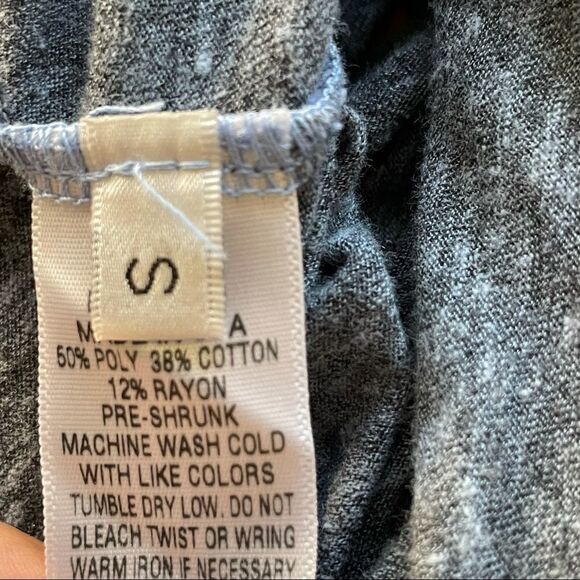 S
50% POLY 38% COTTON
12% RAYON
PRE-SHRUNK
MACHINE WASH COLD
WITH LIKE COLORS
TUMBLE DRY LOW. DO NOT
BLEACH TWIST OR WRING
WARM IRON IF NECESSARY